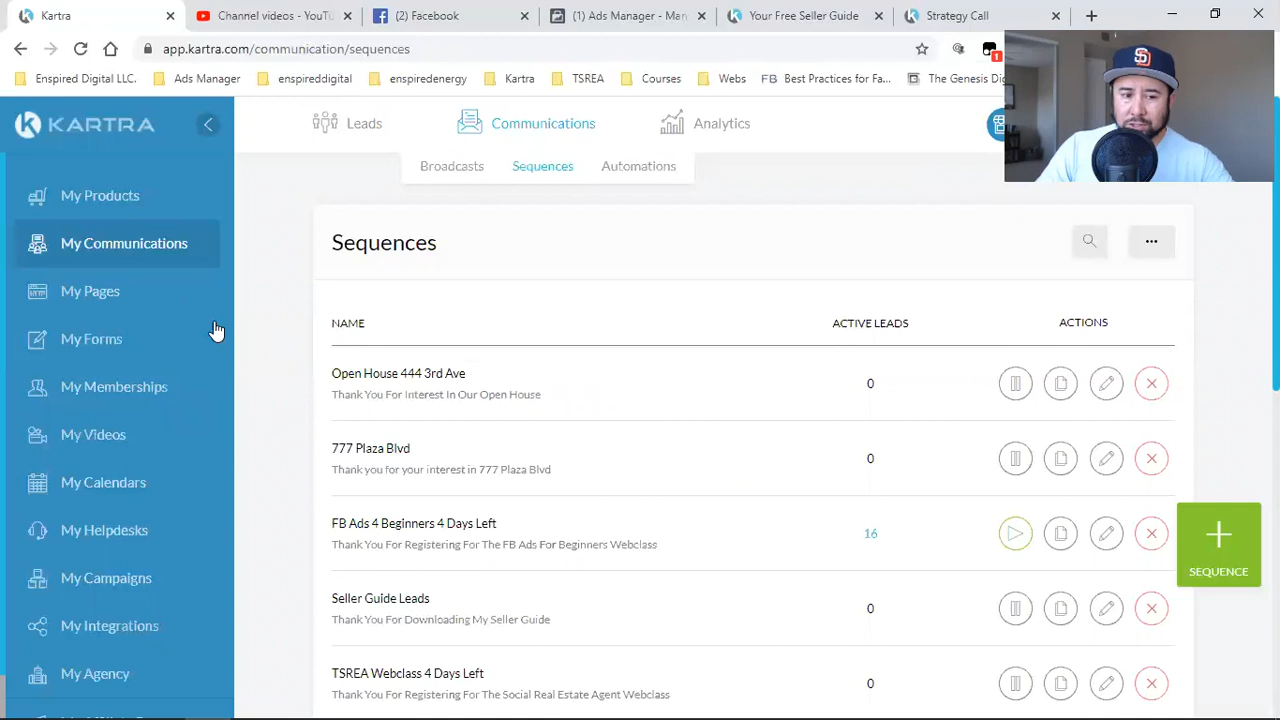 Kartra
Channel videos - YouTu
(2) Facebook
(1) Ads Manager - Man
Your Free Seller Guide
Strategy Call
app.kartra.com/communication/sequences
1
Enspired Digital LLC.
Ads Manager
enspireddigital
enspiredsynergy
Kartra
TSREA
Courses
Webs
FB Best Practices for Fa...
The Genesis Dig
KARTRA
Leads
Communications
Analytics
Broadcasts
Sequences
Automations
My Products
My Communications
My Pages
My Forms
My Memberships
My Videos
My Calendars
My Helpdesks
My Campaigns
My Integrations
My Agency
Sequences
NAME
ACTIVE LEADS
ACTIONS
Open House 444 3rd Ave
Thank You For Interest In Our Open House
0
777 Plaza Blvd
Thank you for your interest in 777 Plaza Blvd
0
FB Ads 4 Beginners 4 Days Left
Thank You For Registering For The FB Ads For Beginners Webclass
16
Seller Guide Leads
Thank You For Downloading My Seller Guide
0
TSREA Webclass 4 Days Left
Thank You For Registering For The Social Real Estate Agent Webclass
0
SEQUENCE
SD